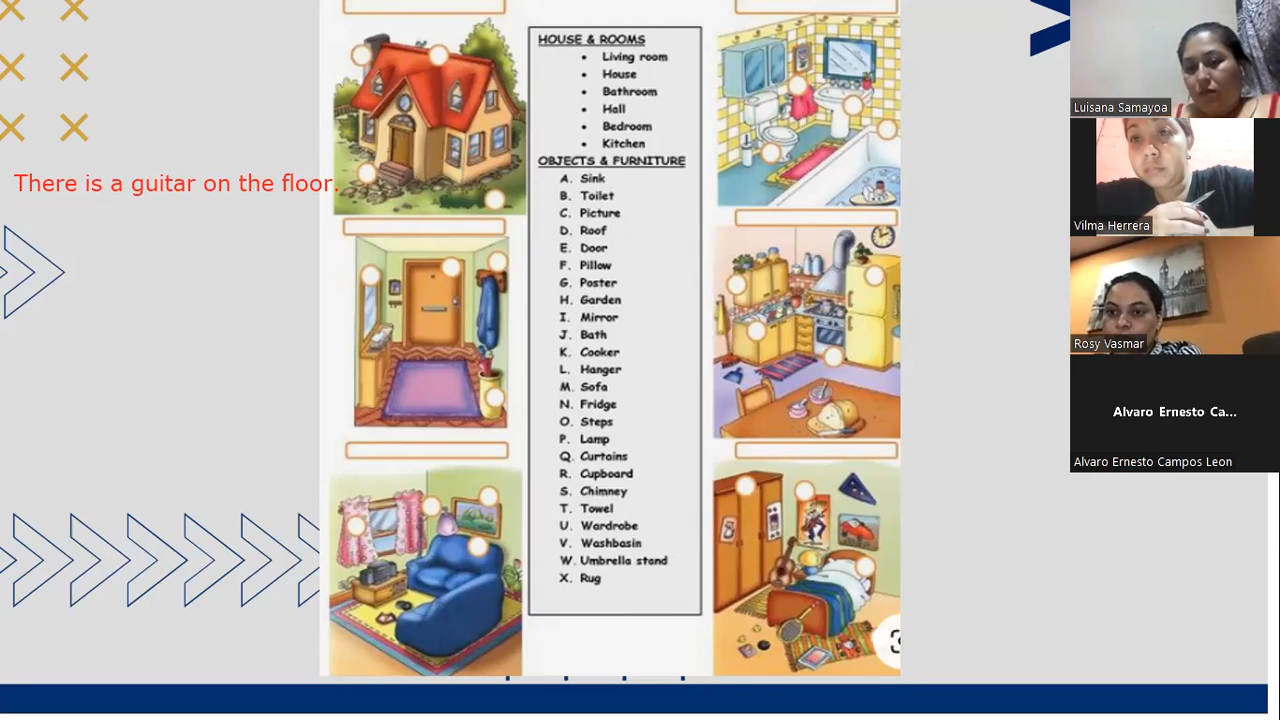 There is a guitar on the floor.
HOUSE & ROOMS
• Living room
• House
• Bathroom
• Hall
• Bedroom
• Kitchen
OBJECTS & FURNITURE
A. Sink
B. Toilet
C. Picture
D. Roof
E. Door
F. Pillow
G. Poster
H. Garden
I. Mirror
J. Bath
K. Cooker
L. Hanger
M. Sofa
N. Fridge
O. Steps
P. Lamp
Q. Curtains
R. Cupboard
S. Chimney
T. Towel
U. Wardrobe
V. Washbasin
W. Umbrella stand
X. Rug
Luisana Samayoa
Vilma Herrera
Rosy Vasmar
Alvaro Ernesto Ca...
Alvaro Ernesto Campos Leon